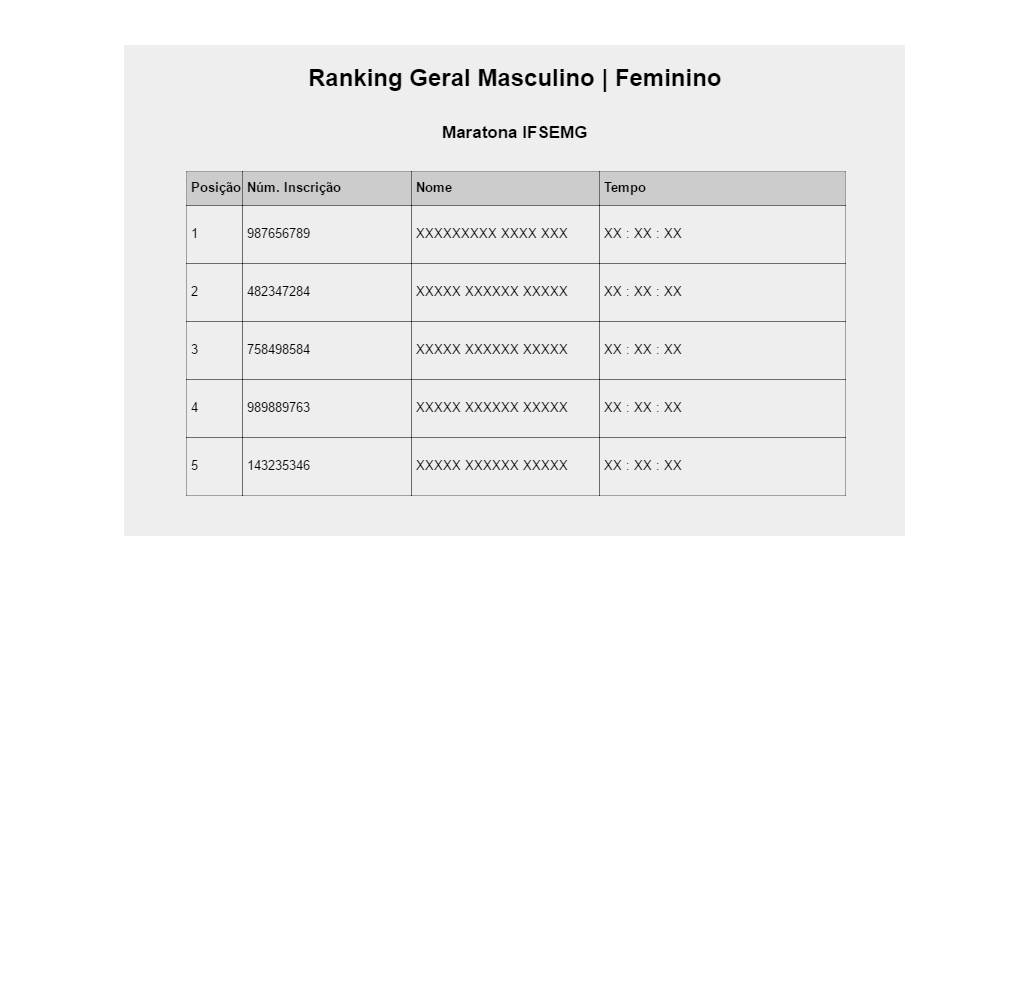 Ranking Geral Masculino | Feminino
Maratona IFSEMG
Posição Núm. Inscrição Nome Tempo
1 987656789 XXXXXXXXX XXXX XXX XX : XX : XX
2 482347284 XXXXX XXXXXX XXXXX XX : XX : XX
3 758498584 XXXXX XXXXXX XXXXX XX : XX : XX
4 989889763 XXXXX XXXXXX XXXXX XX : XX : XX
5 143235346 XXXXX XXXXXX XXXXX XX : XX : XX